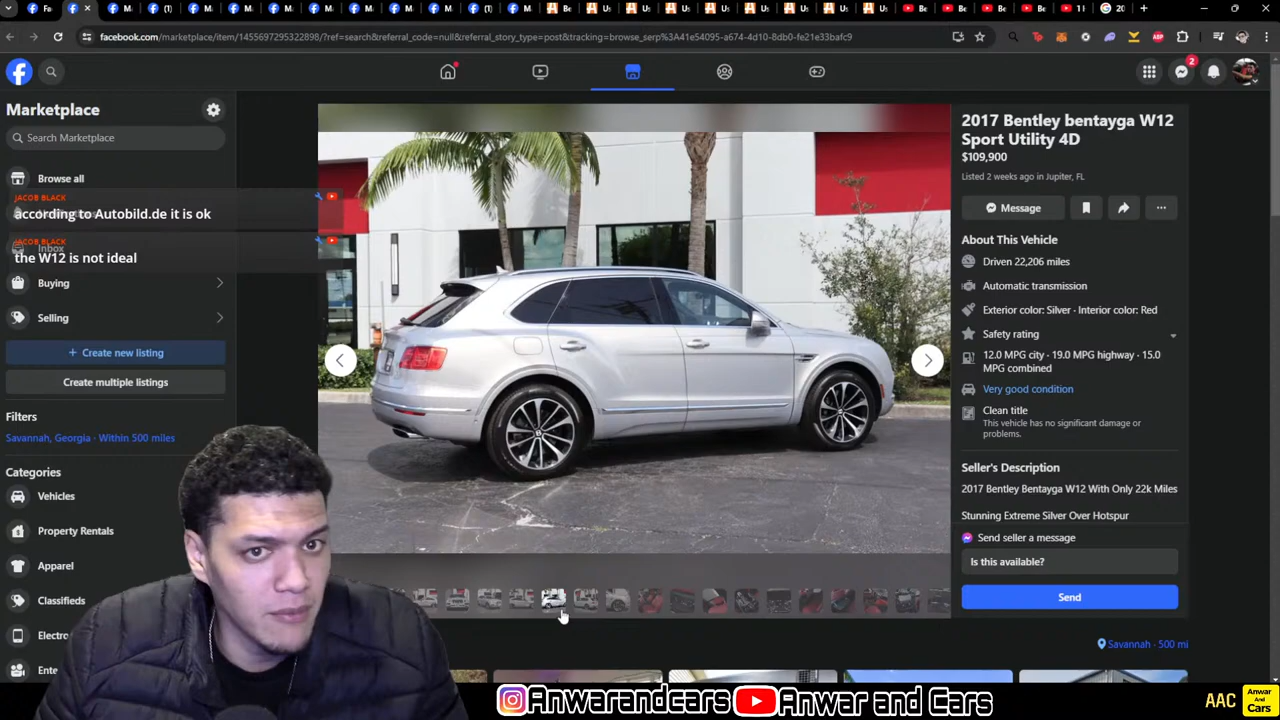 facebook.com/marketplace/item/1455697295322898/?ref=search&referral_code=null&referral_story_type=post&tracking=browse_serp%3A41e54095-a674-4d10-8db0-fe21e33bafc9
2
Marketplace
Search Marketplace
Browse all
JACOB BLACK
according to Autobild.de it is ok
JACOB BLACK
Inbox
the W12 is not ideal
Buying
Selling
+ Create new listing
Create multiple listings
Filters
Savannah, Georgia · Within 500 miles
Categories
Vehicles
Property Rentals
Apparel
Classifieds
Electro
Ente
2017 Bentley bentayga W12
Sport Utility 4D
$109,900
Listed 2 weeks ago in Jupiter, FL
Message
About This Vehicle
Driven 22,206 miles
Automatic transmission
Exterior color: Silver · Interior color: Red
Safety rating
12.0 MPG city · 19.0 MPG highway · 15.0
MPG combined
Very good condition
Clean title
This vehicle has no significant damage or
problems.
Seller's Description
2017 Bentley Bentayga W12 With Only 22k Miles
Stunning Extreme Silver Over Hotspur
Send seller a message
Is this available?
Send
Savannah · 500 mi
@Anwarandcars
Anwar and Cars
AAC
Anwar
And
Cars